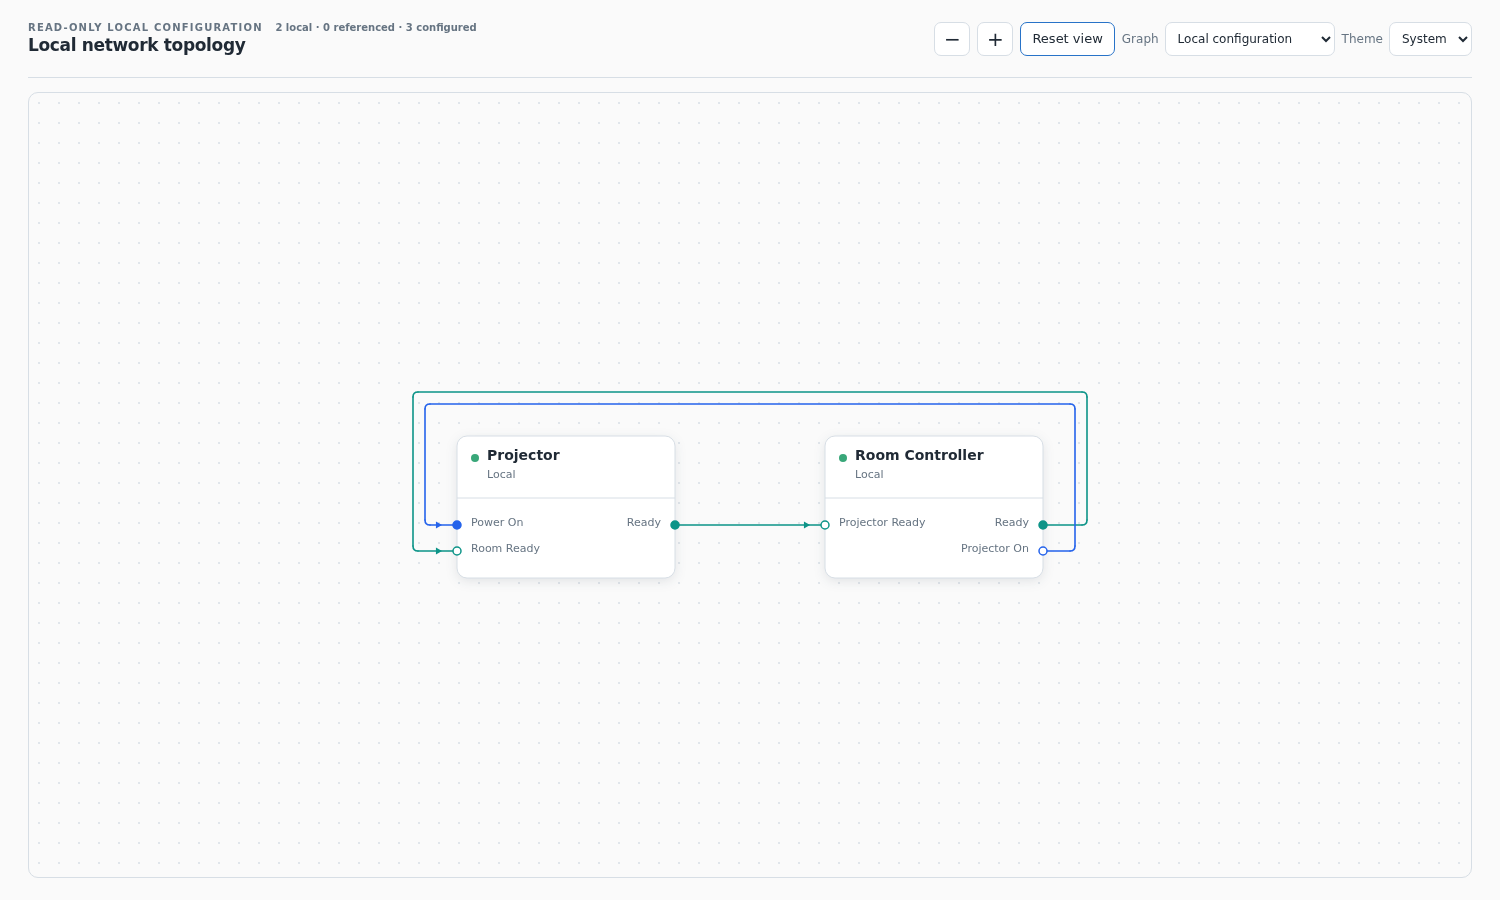 READ-ONLY LOCAL CONFIGURATION 2 local · 0 referenced · 3 configured
Local network topology
− + Reset view Graph Local configuration Theme System
Projector
Local
Power On Ready
Room Ready
Room Controller
Local
Projector Ready Ready
Projector On